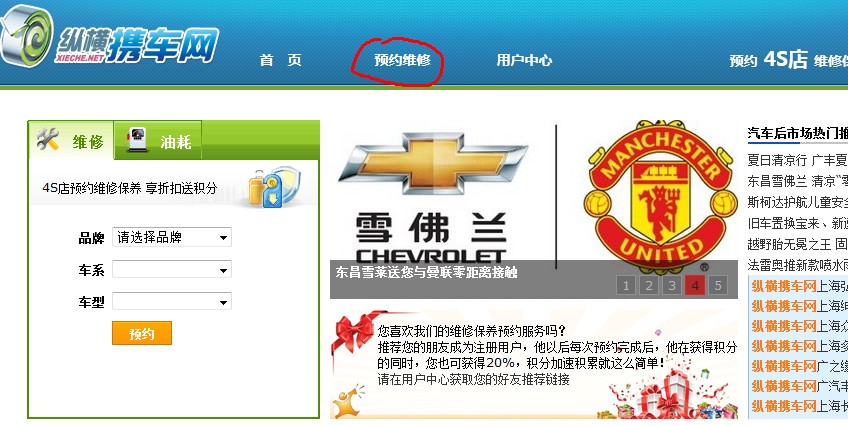 纵横携车网
XIECHE.NET
首 页
预约维修
用户中心
预约 4S店 维修保
维修
油耗
4S店预约维修保养 享折扣送积分
品牌
请选择品牌
车系
车型
预约
雪佛兰
CHEVROLET
MANCHESTER
UNITED
®
东昌雪莱送您与曼联零距离接触
1 2 3 4 5
您喜欢我们的维修保养预约服务吗?
推荐您的朋友成为注册用户，他以后每次预约完成后，他在获得积分
的同时，您也可获得20%，积分加速积累就这么简单!
请在用户中心获取您的好友推荐链接
汽车后市场热门推
夏日清凉行 广丰夏
东昌雪佛兰 清凉"零
斯柯达护航儿童安全
旧车置换宝来、新速
越野胎无冕之王 固
法雷奥推新款喷水雨
纵横携车网上海弘
纵横携车网上海绅
纵横携车网上海众
纵横携车网上海多
纵横携车网广之缘
纵横携车网广汽丰
纵横携车网上海长